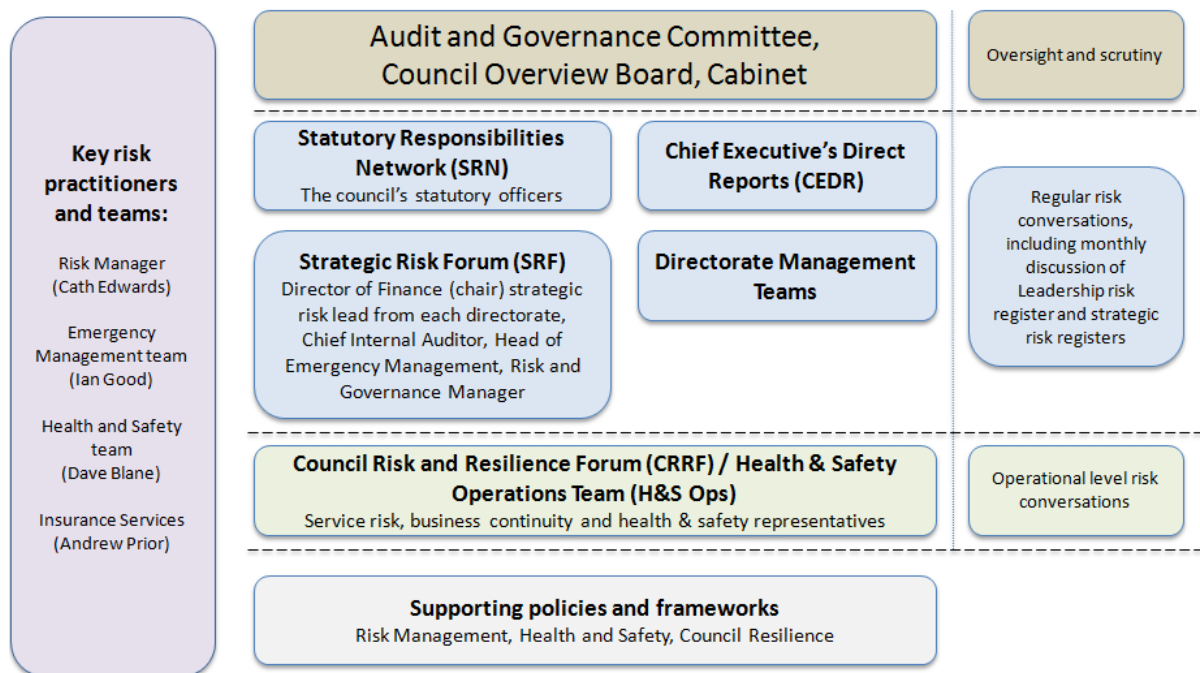 Key risk
practitioners
and teams:
Risk Manager
(Cath Edwards)
Emergency
Management team
(Ian Good)
Health and Safety
team
(Dave Blane)
Insurance Services
(Andrew Prior)
Audit and Governance Committee,
Council Overview Board, Cabinet
Oversight and scrutiny
Statutory Responsibilities
Network (SRN)
The council's statutory officers
Chief Executive's Direct
Reports (CEDR)
Strategic Risk Forum (SRF)
Director of Finance (chair) strategic
risk lead from each directorate,
Chief Internal Auditor, Head of
Emergency Management, Risk and
Governance Manager
Directorate Management
Teams
Regular risk
conversations,
including monthly
discussion of
Leadership risk
register and strategic
risk registers
Council Risk and Resilience Forum (CRRF) / Health & Safety
Operations Team (H&S Ops)
Service risk, business continuity and health & safety representatives
Operational level risk
conversations
Supporting policies and frameworks
Risk Management, Health and Safety, Council Resilience